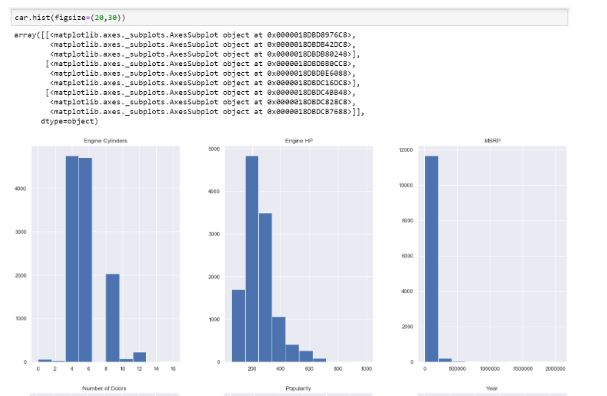 car.hist(figsize=(20,30))
array([[<matplotlib.axes._subplots.AxesSubplot object at 0x0000018DBD8976C8>,
<matplotlib.axes._subplots.AxesSubplot object at 0x0000018DBDB42DC8>,
<matplotlib.axes._subplots.AxesSubplot object at 0x0000018DBDB80248>],
[<matplotlib.axes._subplots.AxesSubplot object at 0x0000018DBDBB0CC8>,
<matplotlib.axes._subplots.AxesSubplot object at 0x0000018DBDBE6088>,
<matplotlib.axes._subplots.AxesSubplot object at 0x0000018DBDC16DC8>],
[<matplotlib.axes._subplots.AxesSubplot object at 0x0000018DBDC4BB48>,
<matplotlib.axes._subplots.AxesSubplot object at 0x0000018DBDC828C8>,
<matplotlib.axes._subplots.AxesSubplot object at 0x0000018DBDCB7688>]],
dtype=object)
Engine Cylinders
4000
3000
2000
1000
0
0 2 4 6 8 10 12 14 16
Engine HP
5000
4000
3000
2000
1000
0
200 400 600 800 1000
MSRP
12000
10000
8000
6000
4000
2000
0
0 500000 1000000 1500000 2000000
Number of Doors
Popularity
Year